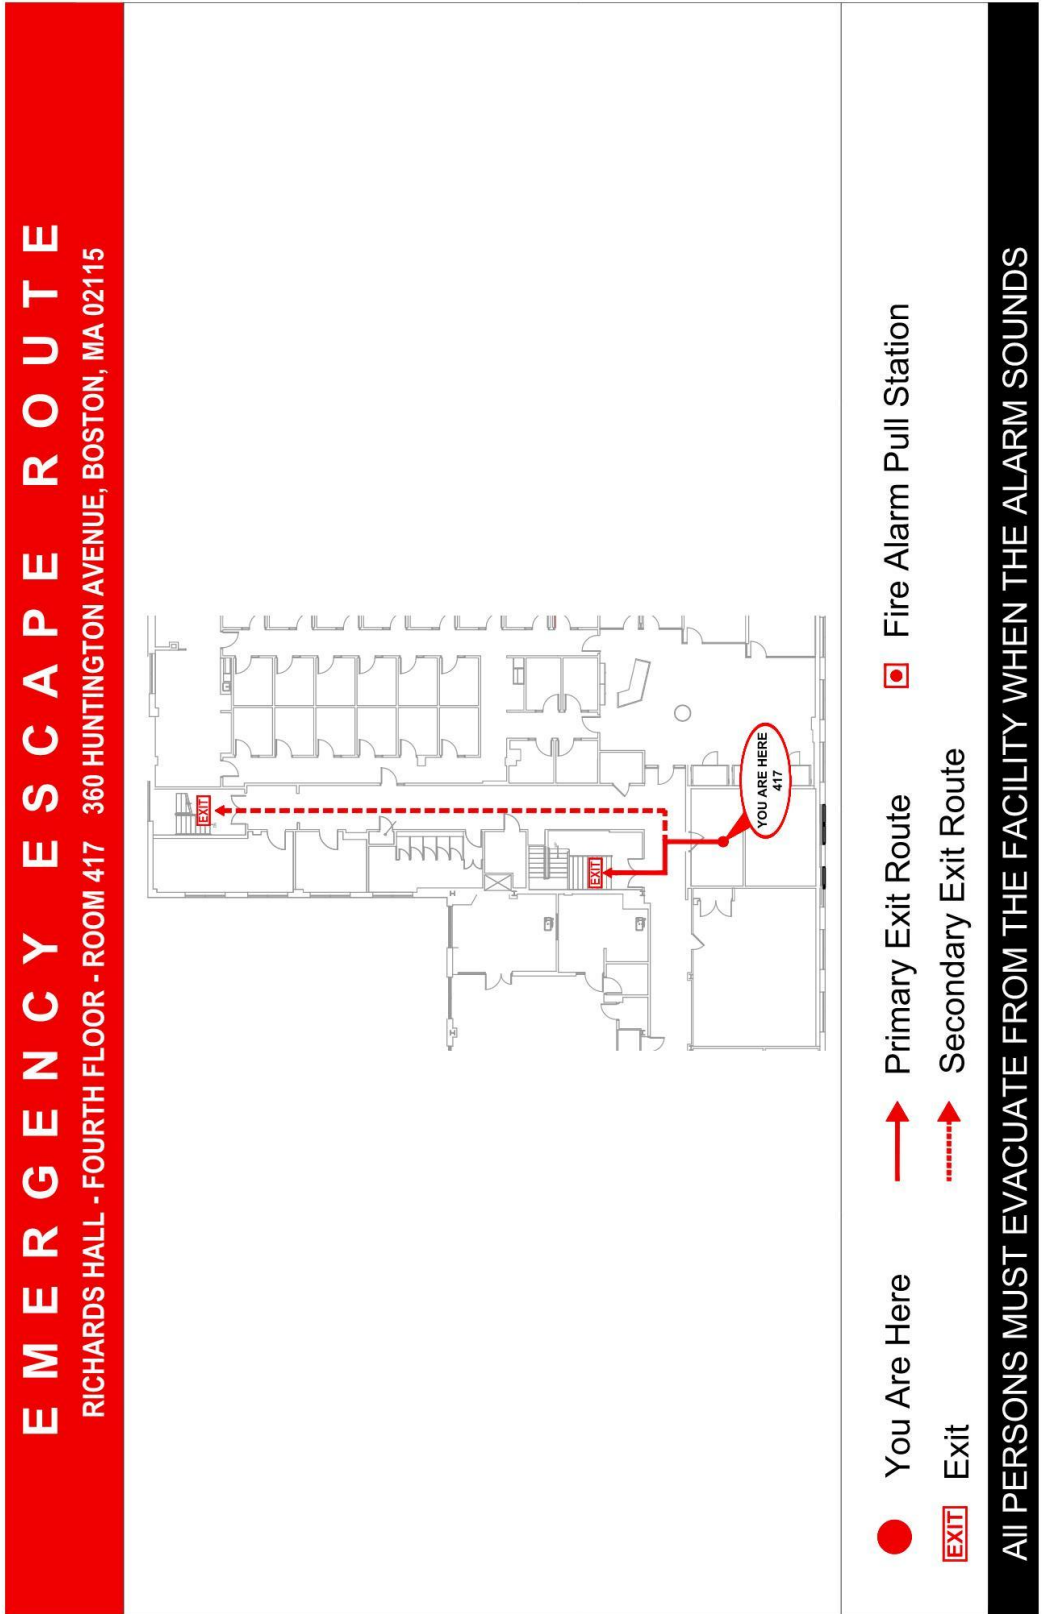 EMERGENCY ESCAPE ROUTE
RICHARDS HALL - FOURTH FLOOR - ROOM 417 360 HUNTINGTON AVENUE, BOSTON, MA 02115
EXIT
EXIT
YOU ARE HERE
417
You Are Here
Primary Exit Route
Fire Alarm Pull Station
EXIT Exit
Secondary Exit Route
All PERSONS MUST EVACUATE FROM THE FACILITY WHEN THE ALARM SOUNDS